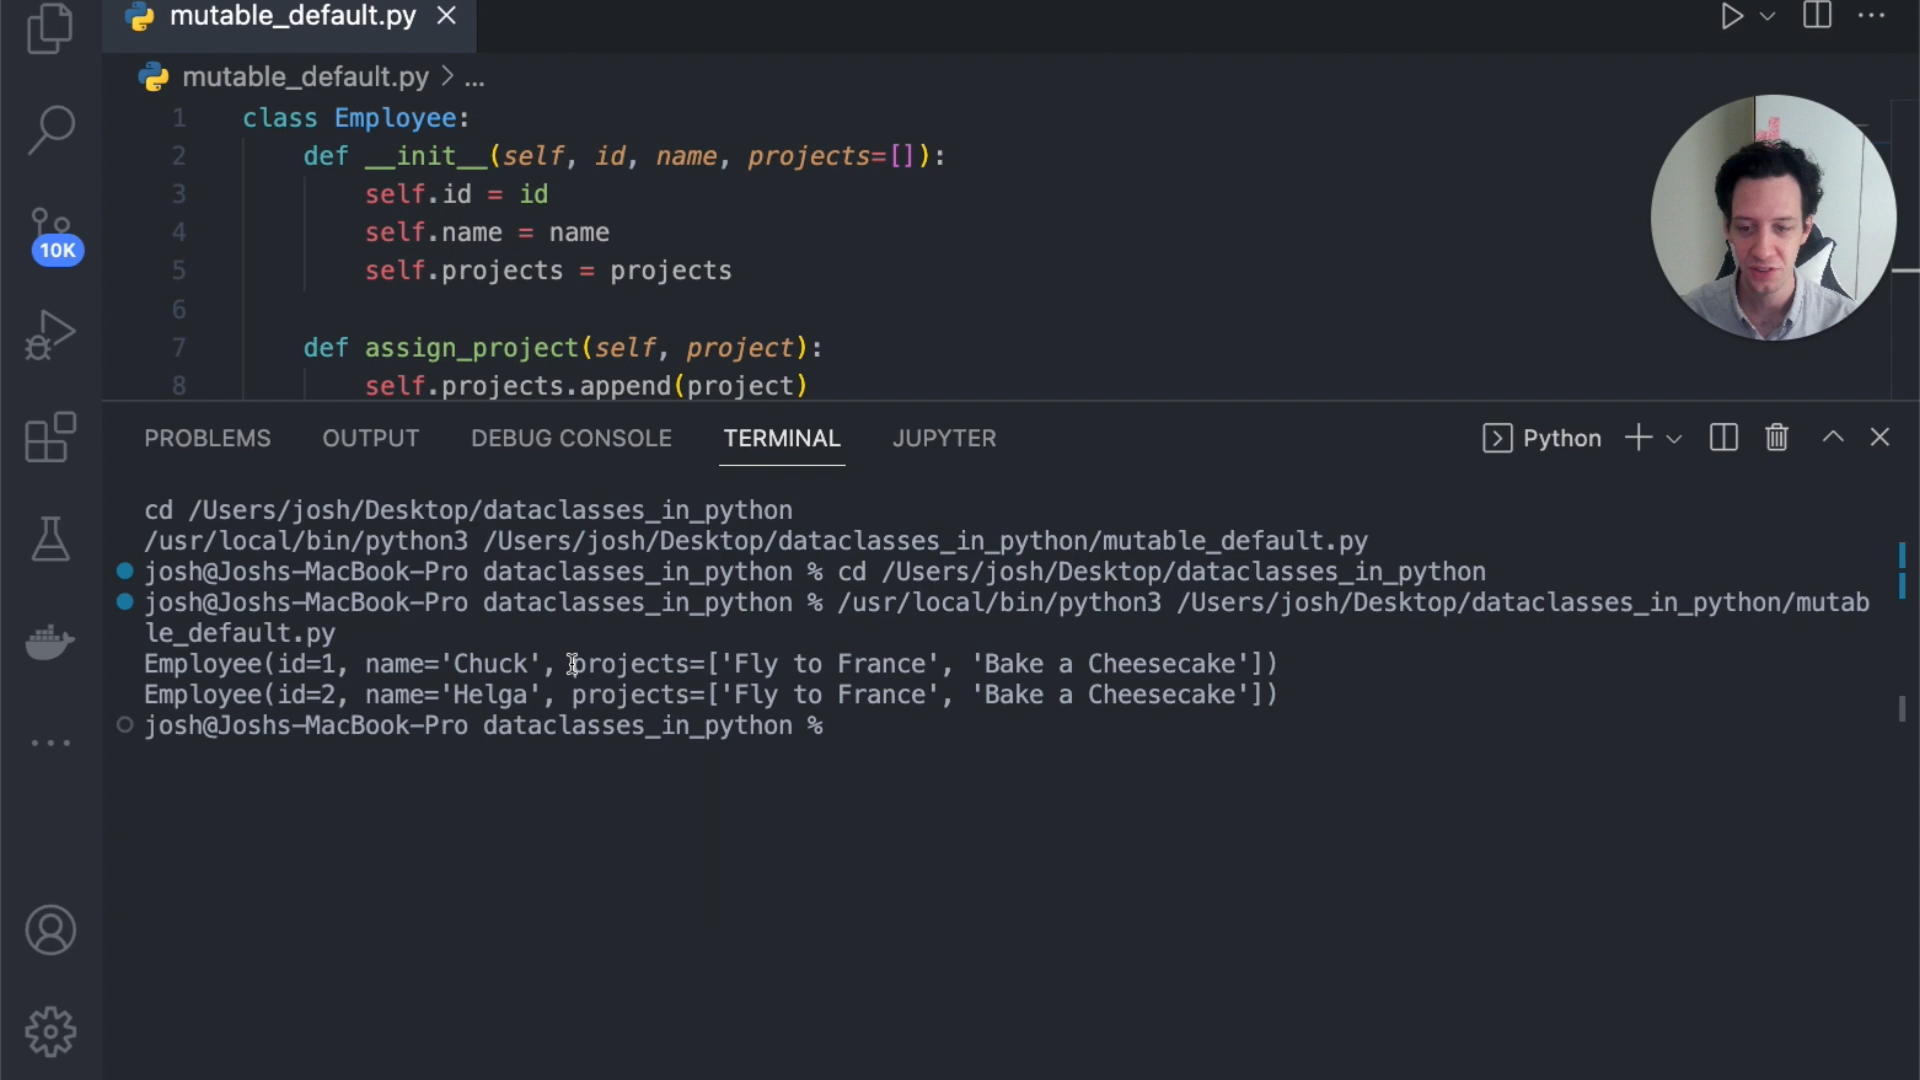 mutable_default.py
mutable_default.py > ...
1 class Employee:
2 def __init__(self, id, name, projects=[]):
3 self.id = id
4 self.name = name
5 self.projects = projects
6
7 def assign_project(self, project):
8 self.projects.append(project)
10K
PROBLEMS OUTPUT DEBUG CONSOLE TERMINAL JUPYTER Python
cd /Users/josh/Desktop/dataclasses_in_python
/usr/local/bin/python3 /Users/josh/Desktop/dataclasses_in_python/mutable_default.py
josh@Joshs-MacBook-Pro dataclasses_in_python % cd /Users/josh/Desktop/dataclasses_in_python
josh@Joshs-MacBook-Pro dataclasses_in_python % /usr/local/bin/python3 /Users/josh/Desktop/dataclasses_in_python/mutab
le_default.py
Employee(id=1, name='Chuck', projects=['Fly to France', 'Bake a Cheesecake'])
Employee(id=2, name='Helga', projects=['Fly to France', 'Bake a Cheesecake'])
josh@Joshs-MacBook-Pro dataclasses_in_python %